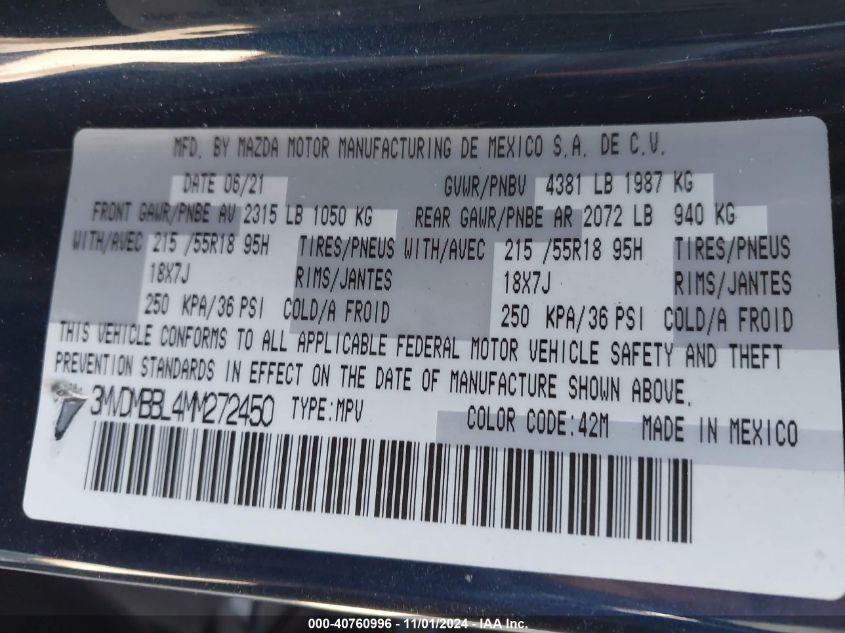 MFD. BY MAZDA MOTOR MANUFACTURING DE MEXICO S.A. DE C.V.
DATE 06/21 GVWR/PNBV 4381 LB 1987 KG
FRONT GAWR/PNBE AV 2315 LB 1050 KG REAR GAWR/PNBE AR 2072 LB 940 KG
WITH/AVEC 215 /55R18 95H TIRES/PNEUS WITH/AVEC 215 /55R18 95H TIRES/PNEUS
18X7J RIMS/JANTES 18X7J RIMS/JANTES
250 KPA/36 PSI COLD/A FROID 250 KPA/36 PSI COLD/A FROID
THIS VEHICLE CONFORMS TO ALL APPLICABLE FEDERAL MOTOR VEHICLE SAFETY AND THEFT
PREVENTION STANDARDS IN EFFECT ON THE DATE OF MANUFACTURE SHOWN ABOVE.
3MVDMBBL4MM272450 TYPE:MPV COLOR CODE:42M MADE IN MEXICO
000-40760996 - 11/01/2024 - IAA Inc.